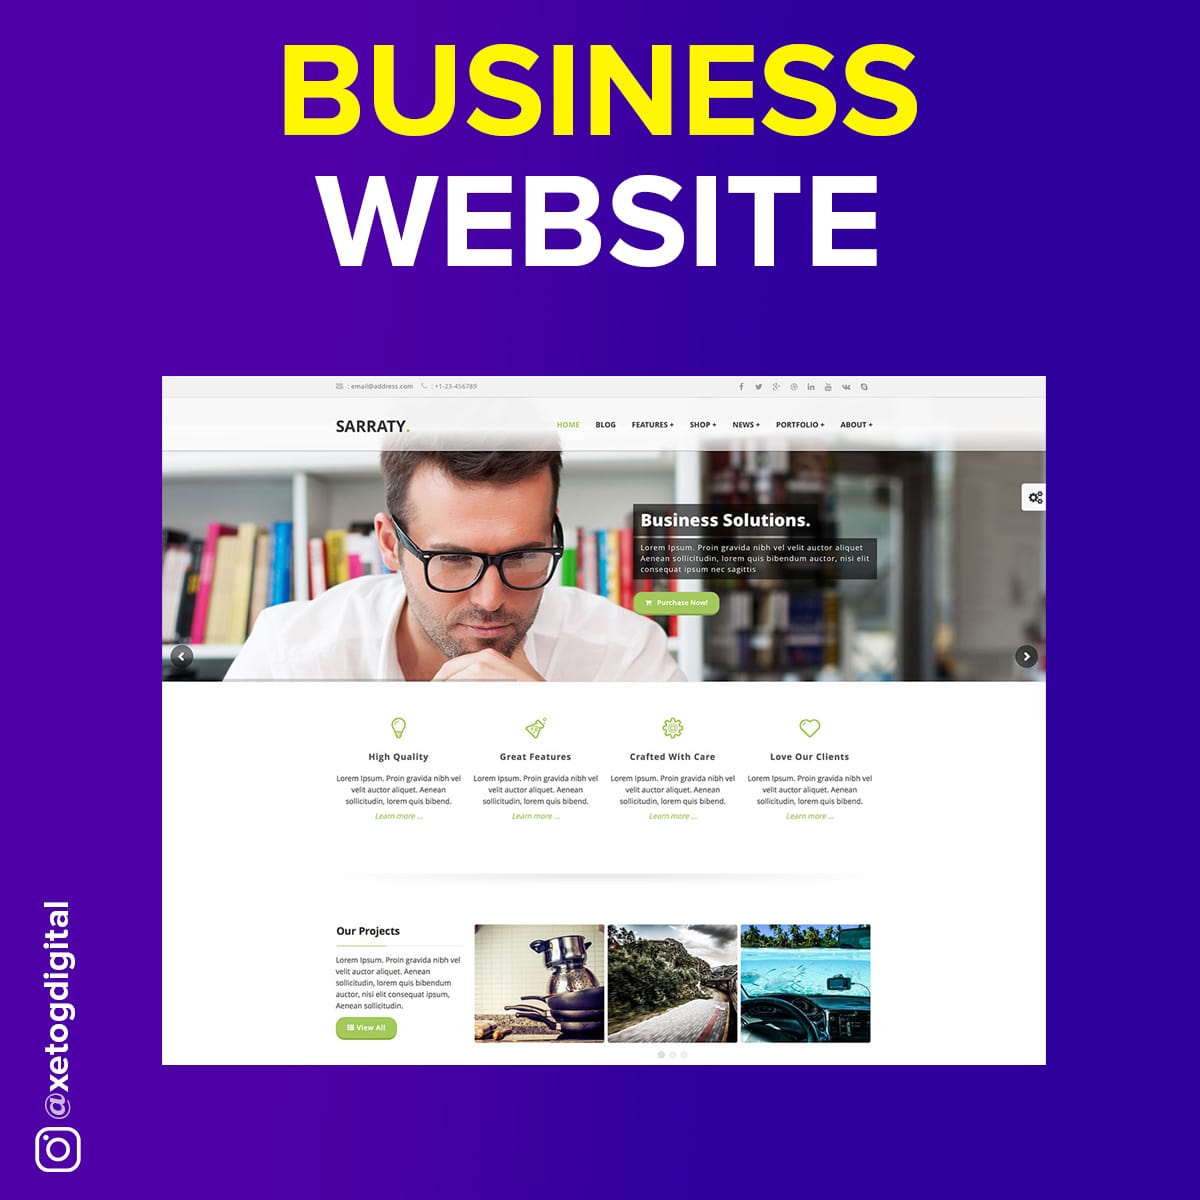 BUSINESS
WEBSITE
: email@address.com : +1-23-456789
SARRATY.
HOME BLOG FEATURES + SHOP + NEWS + PORTFOLIO + ABOUT +
Business Solutions.
Lorem Ipsum. Proin gravida nibh vel velit auctor aliquet
Aenean sollicitudin, lorem quis bibendum auctor, nisi elit
consequat ipsum nec sagittis
Purchase Now!
High Quality
Lorem Ipsum. Proin gravida nibh vel
velit auctor aliquet. Aenean
sollicitudin, lorem quis bibend.
Learn more ...
Great Features
Lorem Ipsum. Proin gravida nibh vel
velit auctor aliquet. Aenean
sollicitudin, lorem quis bibend.
Learn more ...
Crafted With Care
Lorem Ipsum. Proin gravida nibh vel
velit auctor aliquet. Aenean
sollicitudin, lorem quis bibend.
Learn more ...
Love Our Clients
Lorem Ipsum. Proin gravida nibh vel
velit auctor aliquet. Aenean
sollicitudin, lorem quis bibend.
Learn more ...
Our Projects
Lorem Ipsum. Proin gravida nibh vel
velit auctor aliquet. Aenean
sollicitudin, lorem quis bibendum
auctor, nisi elit consequat ipsum,
Aenean sollicitudin.
View All
@xetogdigital